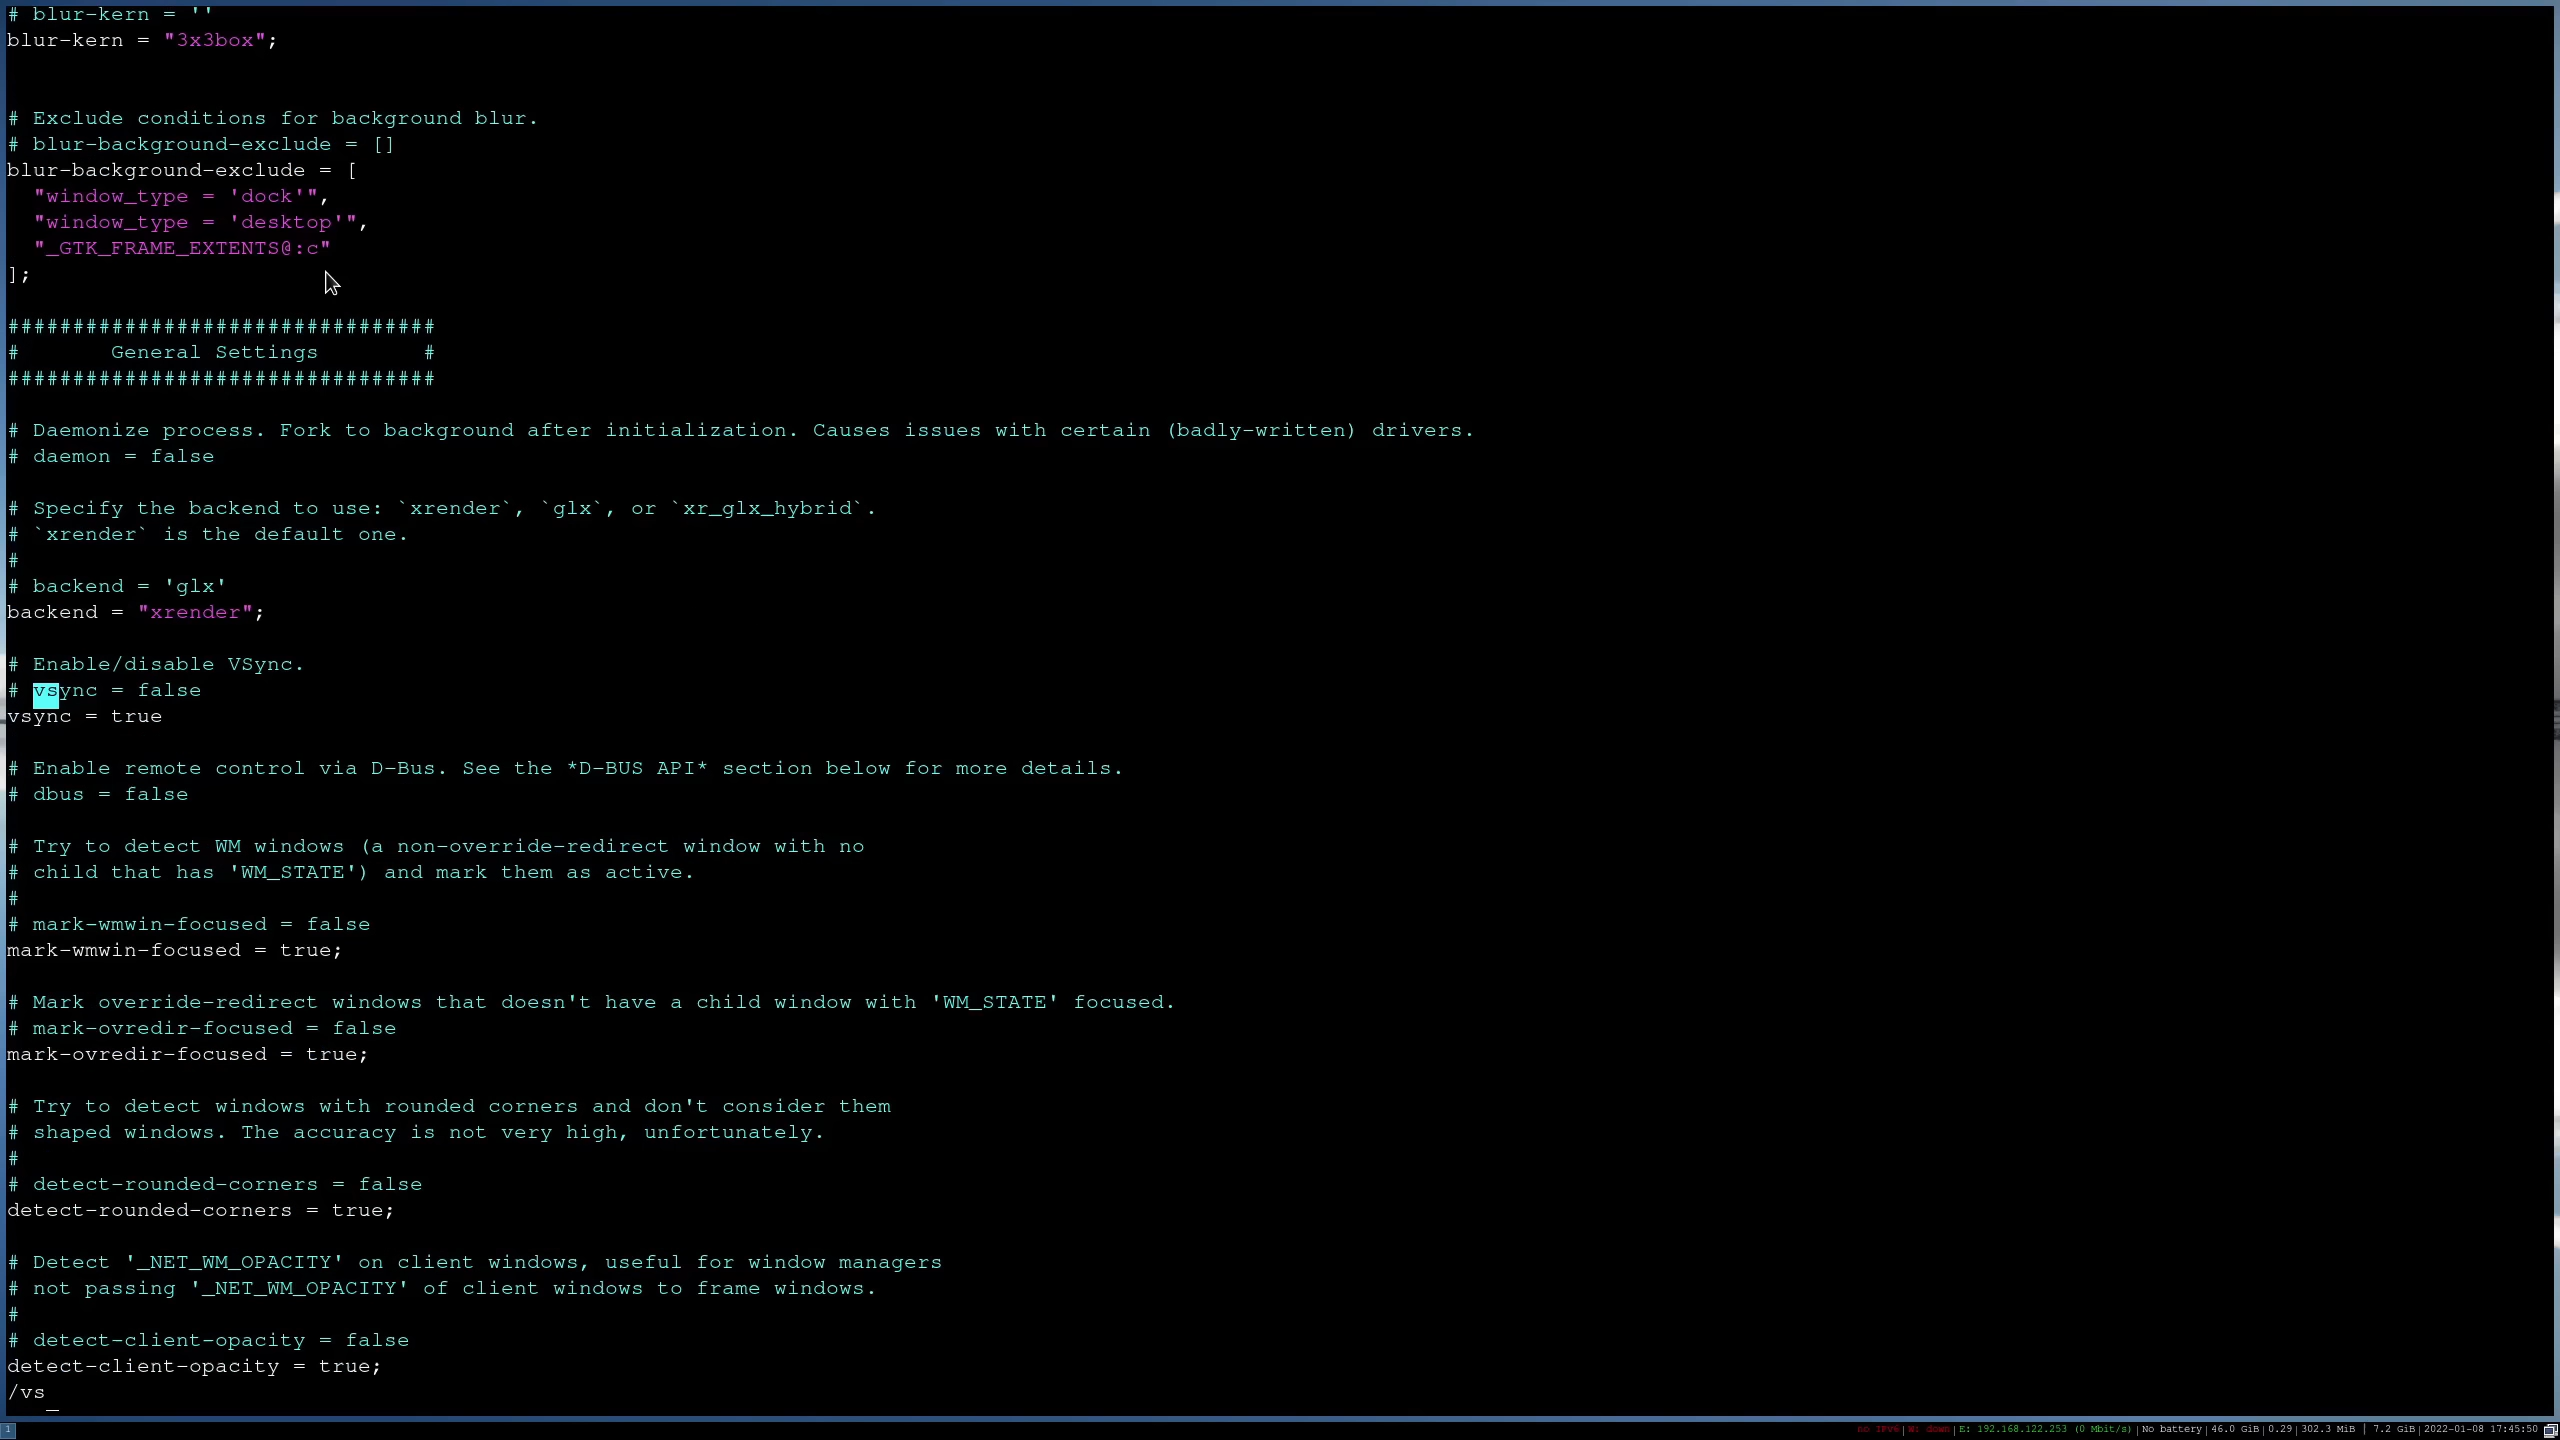 # blur-kern = ''
blur-kern = "3x3box";
# Exclude conditions for background blur.
# blur-background-exclude = []
blur-background-exclude = [
"window_type = 'dock'",
"window_type = 'desktop'",
"_GTK_FRAME_EXTENTS@:c"
];
#################################
#       General Settings        #
#################################
# Daemonize process. Fork to background after initialization. Causes issues with certain (badly-written) drivers.
# daemon = false
# Specify the backend to use: `xrender`, `glx`, or `xr_glx_hybrid`.
# `xrender` is the default one.
#
# backend = 'glx'
backend = "xrender";
# Enable/disable VSync.
# vsync = false
vsync = true
# Enable remote control via D-Bus. See the *D-BUS API* section below for more details.
# dbus = false
# Try to detect WM windows (a non-override-redirect window with no
# child that has 'WM_STATE') and mark them as active.
#
# mark-wmwin-focused = false
mark-wmwin-focused = true;
# Mark override-redirect windows that doesn't have a child window with 'WM_STATE' focused.
# mark-ovredir-focused = false
mark-ovredir-focused = true;
# Try to detect windows with rounded corners and don't consider them
# shaped windows. The accuracy is not very high, unfortunately.
#
# detect-rounded-corners = false
detect-rounded-corners = true;
# Detect '_NET_WM_OPACITY' on client windows, useful for window managers
# not passing '_NET_WM_OPACITY' of client windows to frame windows.
#
# detect-client-opacity = false
detect-client-opacity = true;
/vs
1 no IPv6|W: down|E: 192.168.122.253 (0 Mbit/s)|No battery|46.0 GiB|0.29|302.3 MiB | 7.2 GiB|2022-01-08 17:45:50